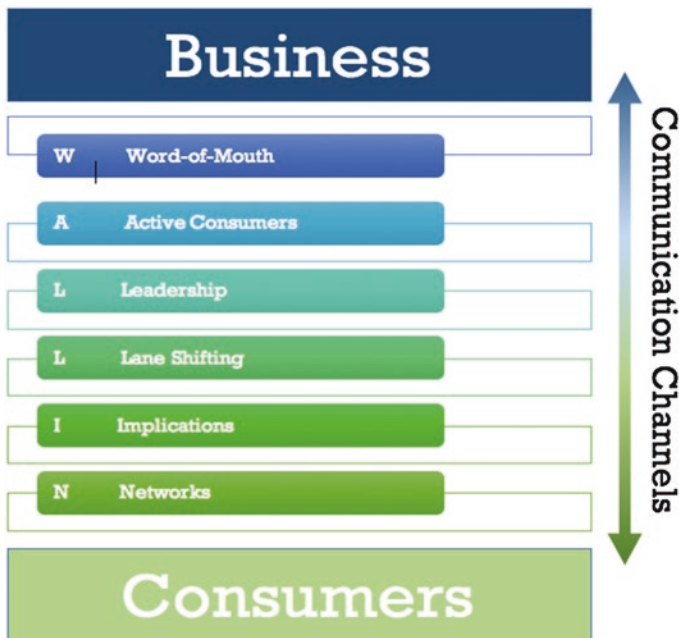 Business
W Word-of-Mouth
A Active Consumers
L Leadership
L Lane Shifting
I Implications
N Networks
Consumers
Communication Channels